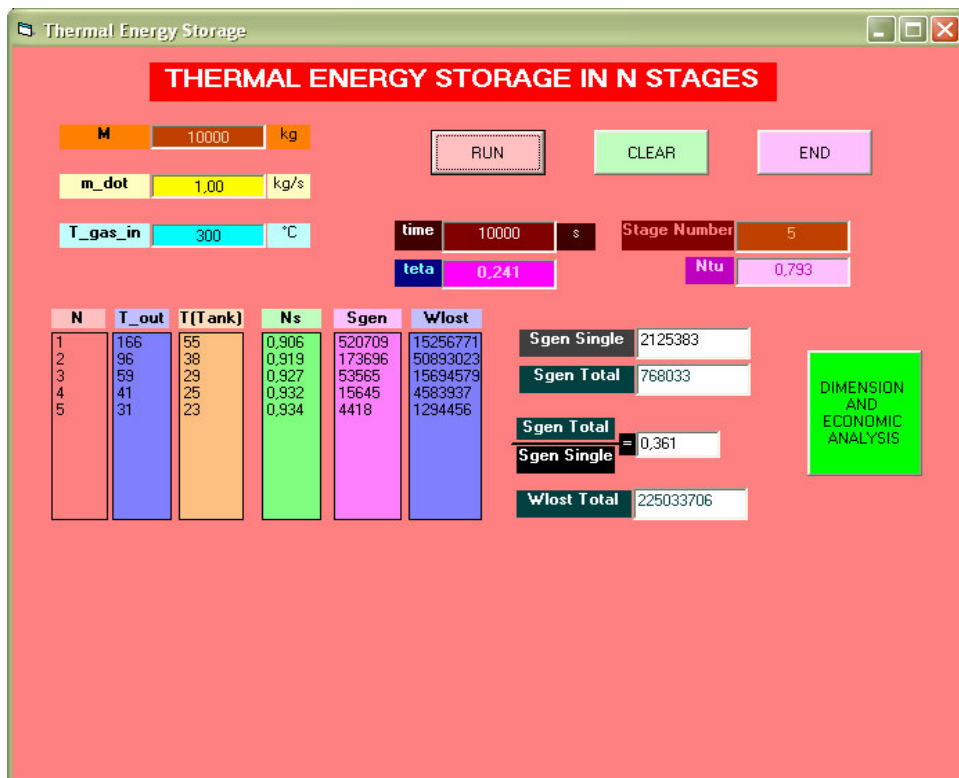 Thermal Energy Storage
THERMAL ENERGY STORAGE IN N STAGES
M 10000 kg
RUN CLEAR END
m_dot 1,00 kg/s
T_gas_in 300 °C
time 10000 s Stage Number 5
teta 0,241 Ntu 0,793
N T_out T(Tank) Ns Sgen Wlost
1 166 55 0,906 520709 15256771
2 96 38 0,919 173696 50893023
3 59 29 0,927 53565 15694579
4 41 25 0,932 15645 4583937
5 31 23 0,934 4418 1294456
Sgen Single 2125383
Sgen Total 768033
Sgen Total
Sgen Single
= 0,361
Wlost Total 225033706
DIMENSION
AND
ECONOMIC
ANALYSIS